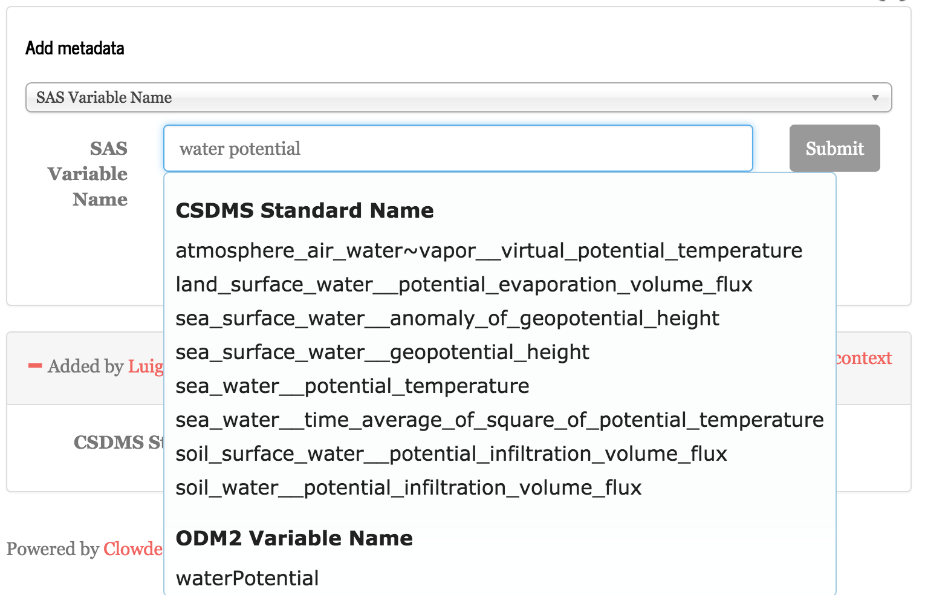 Add metadata
SAS Variable Name
SAS
Variable
Name
water potential
Submit
CSDMS Standard Name
atmosphere_air_water~vapor__virtual_potential_temperature
land_surface_water__potential_evaporation_volume_flux
sea_surface_water__anomaly_of_geopotential_height
sea_surface_water__geopotential_height
sea_water__potential_temperature
sea_water__time_average_of_square_of_potential_temperature
soil_surface_water__potential_infiltration_volume_flux
soil_water__potential_infiltration_volume_flux
ODM2 Variable Name
waterPotential
Added by Luig
context
CSDMS St
Powered by Clowde